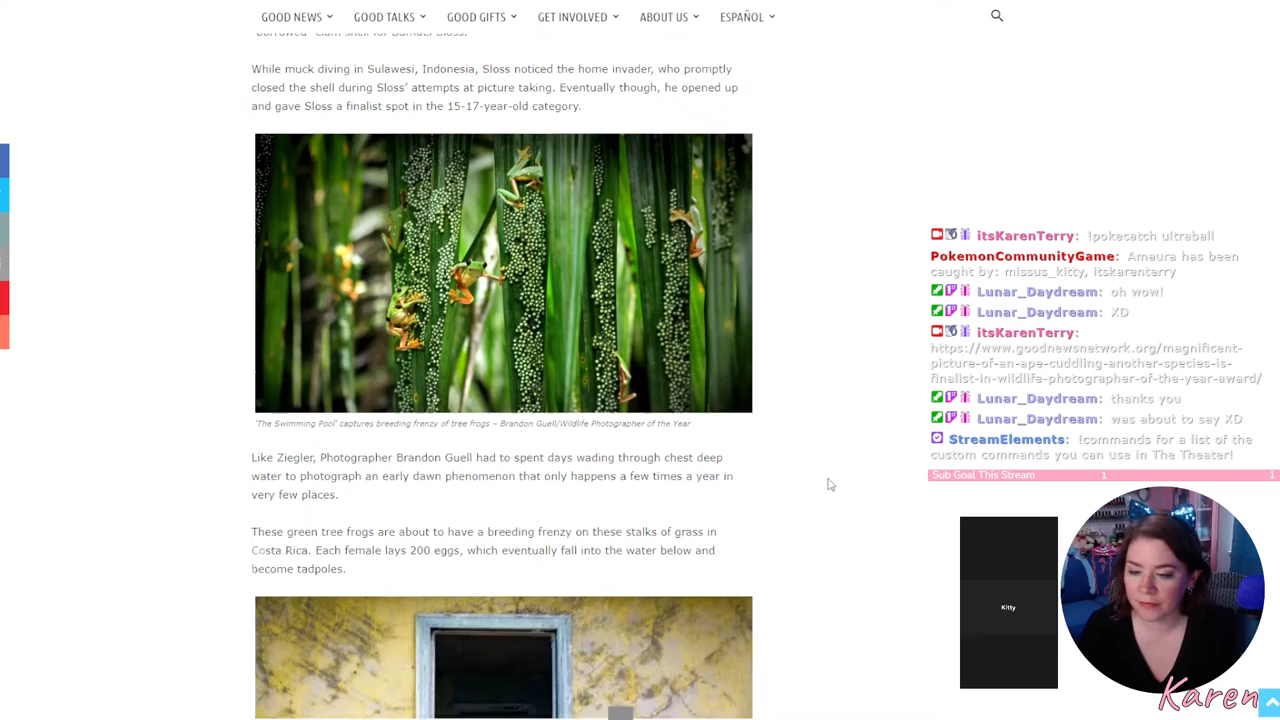 GOOD NEWS GOOD TALKS GOOD GIFTS GET INVOLVED ABOUT US ESPAÑOL
"Borrowed" clam shell for Samuel Sloss.
While muck diving in Sulawesi, Indonesia, Sloss noticed the home invader, who promptly
closed the shell during Sloss' attempts at picture taking. Eventually though, he opened up
and gave Sloss a finalist spot in the 15-17-year-old category.
'The Swimming Pool' captures breeding frenzy of tree frogs – Brandon Guell/Wildlife Photographer of the Year
Like Ziegler, Photographer Brandon Guell had to spent days wading through chest deep
water to photograph an early dawn phenomenon that only happens a few times a year in
very few places.
These green tree frogs are about to have a breeding frenzy on these stalks of grass in
Costa Rica. Each female lays 200 eggs, which eventually fall into the water below and
become tadpoles.
itsKarenTerry: !pokecatch ultraball
PokemonCommunityGame: Amaura has been
caught by: missus_kitty, itskarenterry
Lunar_Daydream: oh wow!
Lunar_Daydream: XD
itsKarenTerry:
https://www.goodnewsnetwork.org/magnificent-
picture-of-an-ape-cuddling-another-species-is-
finalist-in-wildlife-photographer-of-the-year-award/
Lunar_Daydream: thanks you
Lunar_Daydream: was about to say XD
StreamElements: !commands for a list of the
custom commands you can use in The Theater!
Sub Goal This Stream 1 1
Kitty
Karen